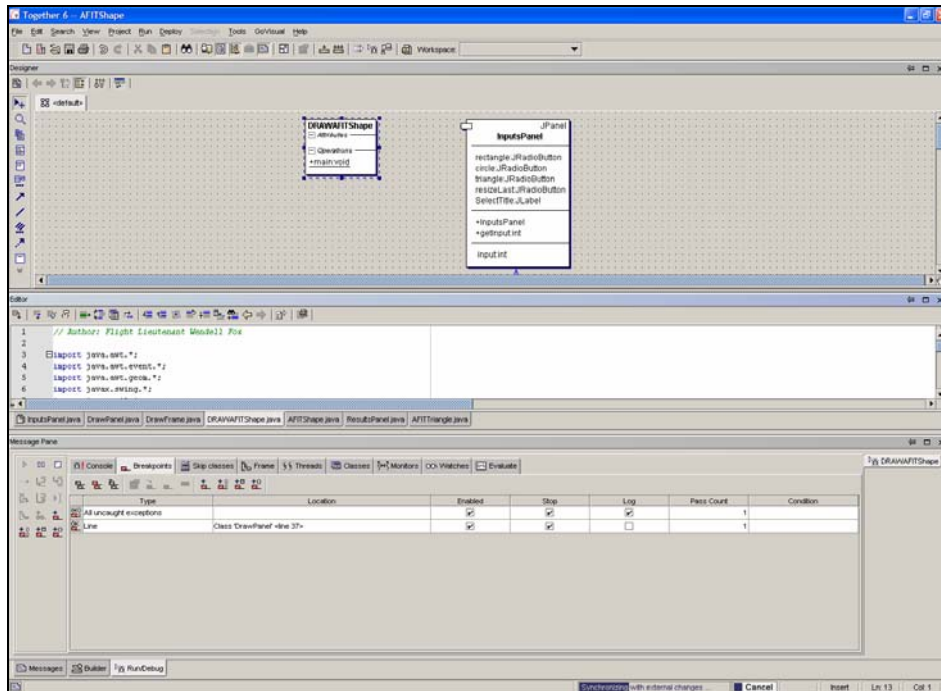 Together 6 -- AFITShape
File Edit Search View Project Run Deploy Selection Tools GoVisual Help
Workspace:
Designer
<default>
DRAWAFITShape
Attributes
Operations
+main:void
JPanel
InputsPanel
rectangle:JRadioButton
circle:JRadioButton
triangle:JRadioButton
resizeLast:JRadioButton
SelectTitle:JLabel
+InputsPanel
+getInput:int
input:int
Editor
1 // Author: Flight Lieutenant Wendell Fox
2
3 import java.awt.*;
4 import java.awt.event.*;
5 import java.awt.geom.*;
6 import javax.swing.*;
InputsPanel.java DrawPanel.java DrawFrame.java DRAWAFITShape.java AFITShape.java ResultsPanel.java AFITTriangle.java
Message Pane
Console Breakpoints Skip classes Frame Threads Classes Monitors Watches Evaluate
DRAWAFITShape
Type Location Enabled Stop Log Pass Count Condition
All uncaught exceptions 1
Line Class 'DrawPanel' <line 37> 1
Messages Builder Run/Debug
Synchronizing with external changes ... Cancel Insert Ln: 13 Col: 1